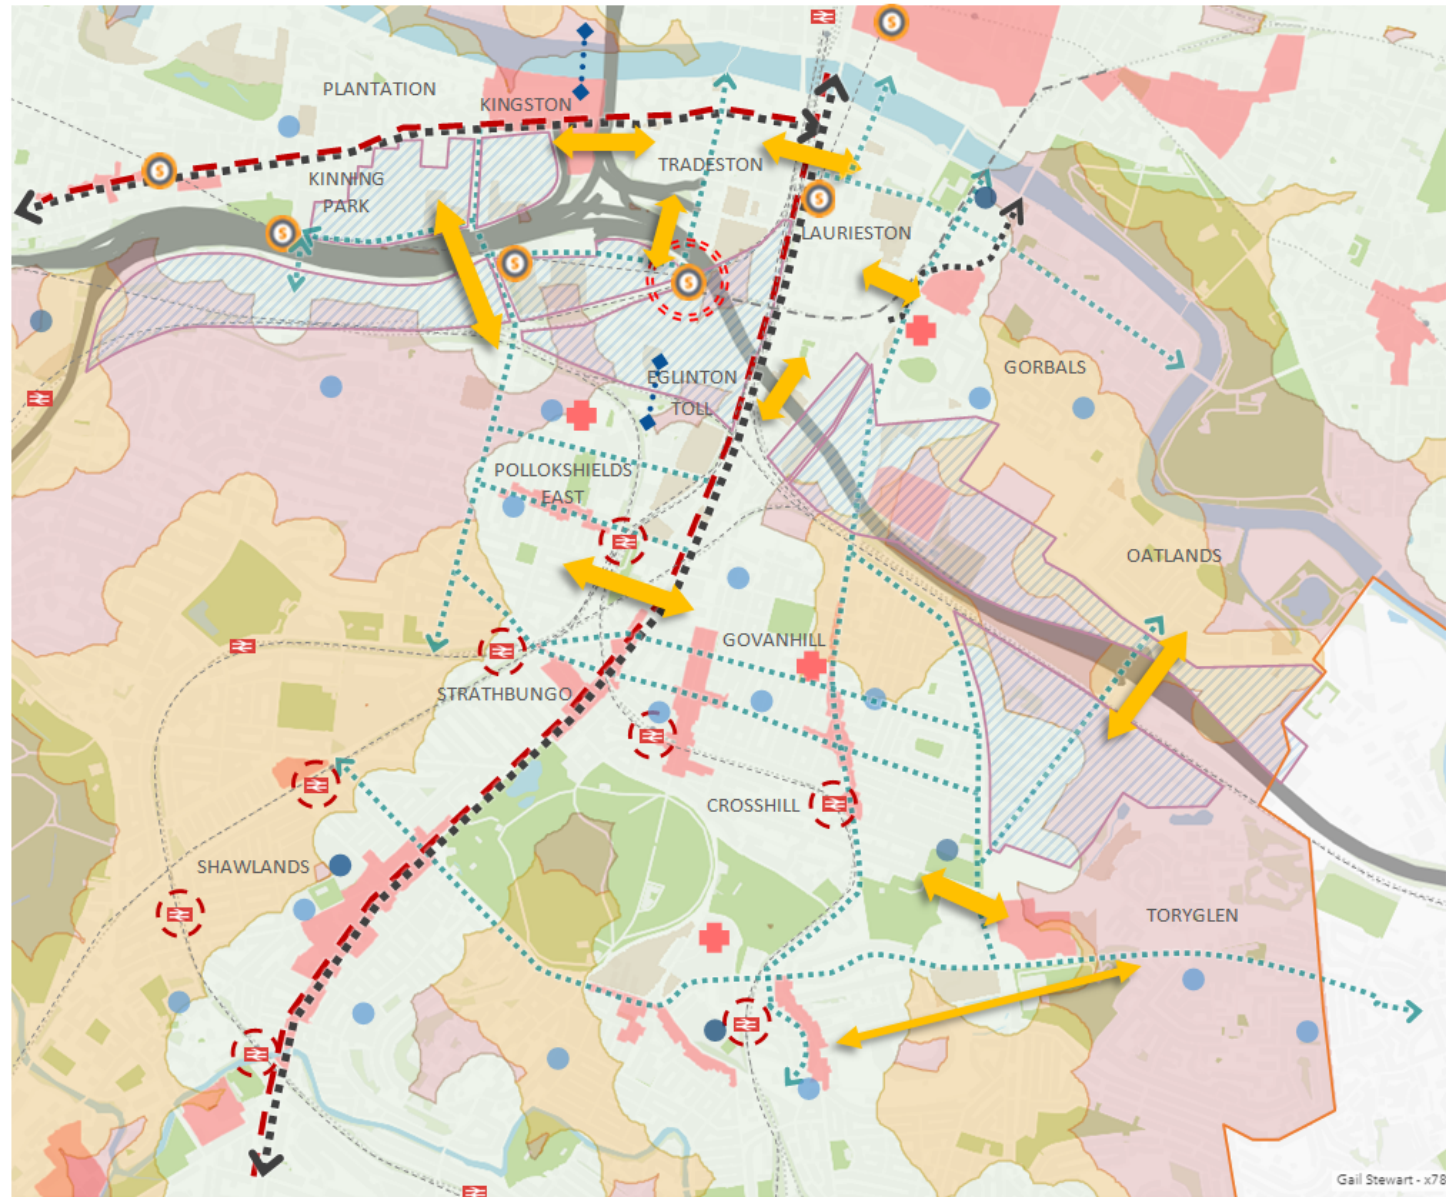 PLANTATION
KINGSTON
TRADESTON
KINNING
PARK
LAURIESTON
GORBALS
EGLINTON
TOLL
POLLOKSHIELDS
EAST
OATLANDS
GOVANHILL
STRATHBUNGO
CROSSHILL
SHAWLANDS
TORYGLEN
S
S
S
S
S
S
Gail Stewart - x78